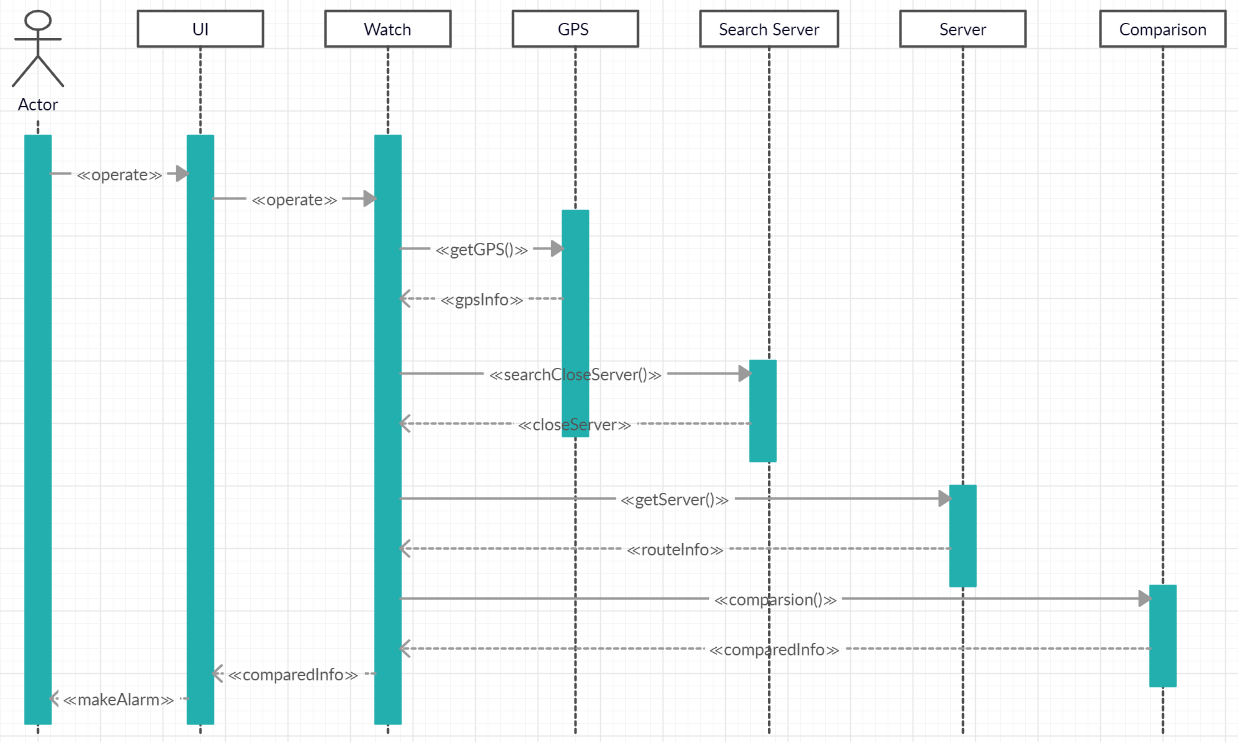 UI
Watch
GPS
Search Server
Server
Comparison
Actor
≪operate≫
≪operate≫
≪getGPS()≫
≪gpsInfo≫
≪searchCloseServer()≫
≪closeServer≫
≪getServer()≫
≪routeInfo≫
≪comparsion()≫
≪comparedInfo≫
≪comparedInfo≫
≪makeAlarm≫